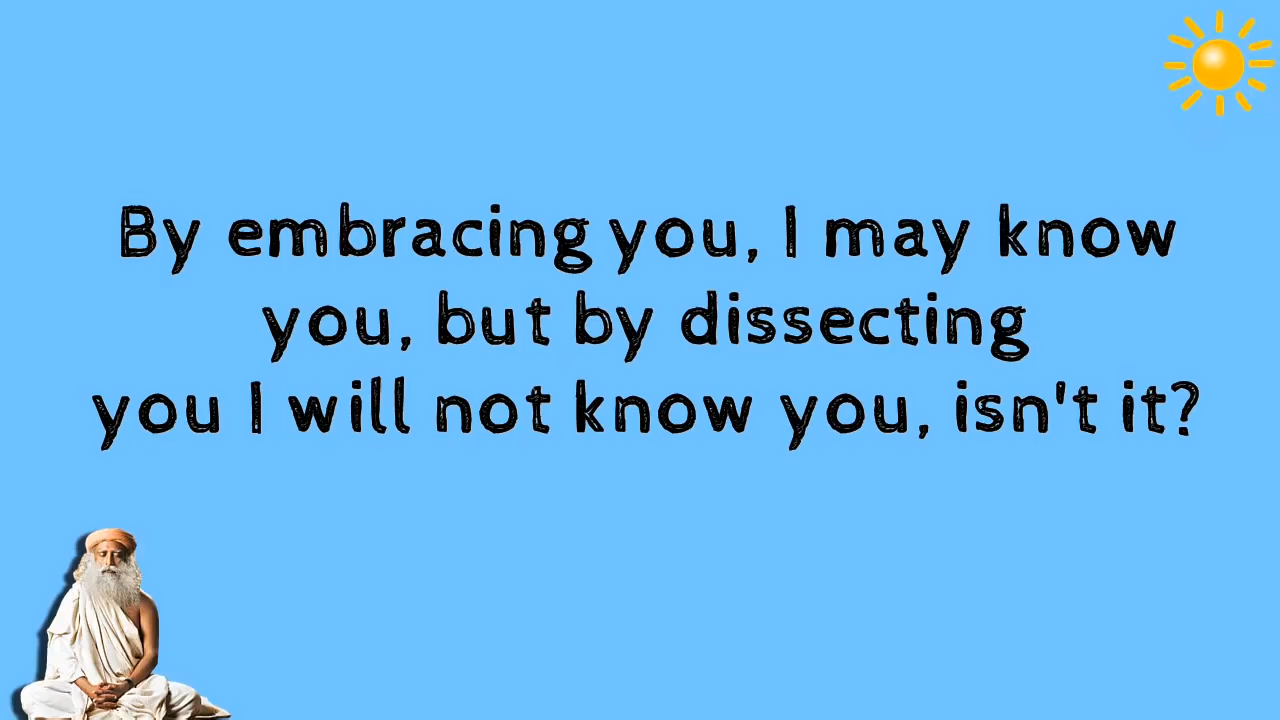 By embracing you, I may know
you, but by dissecting
you I will not know you, isn't it?